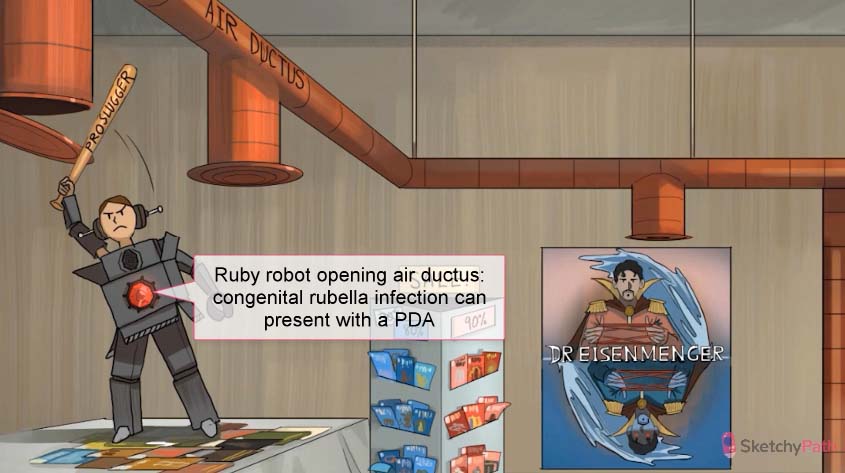 AIR DUCTUS
PROSLUGGER
Ruby robot opening air ductus:
congenital rubella infection can
present with a PDA
90%
DR EISENMENGER
SketchyPath